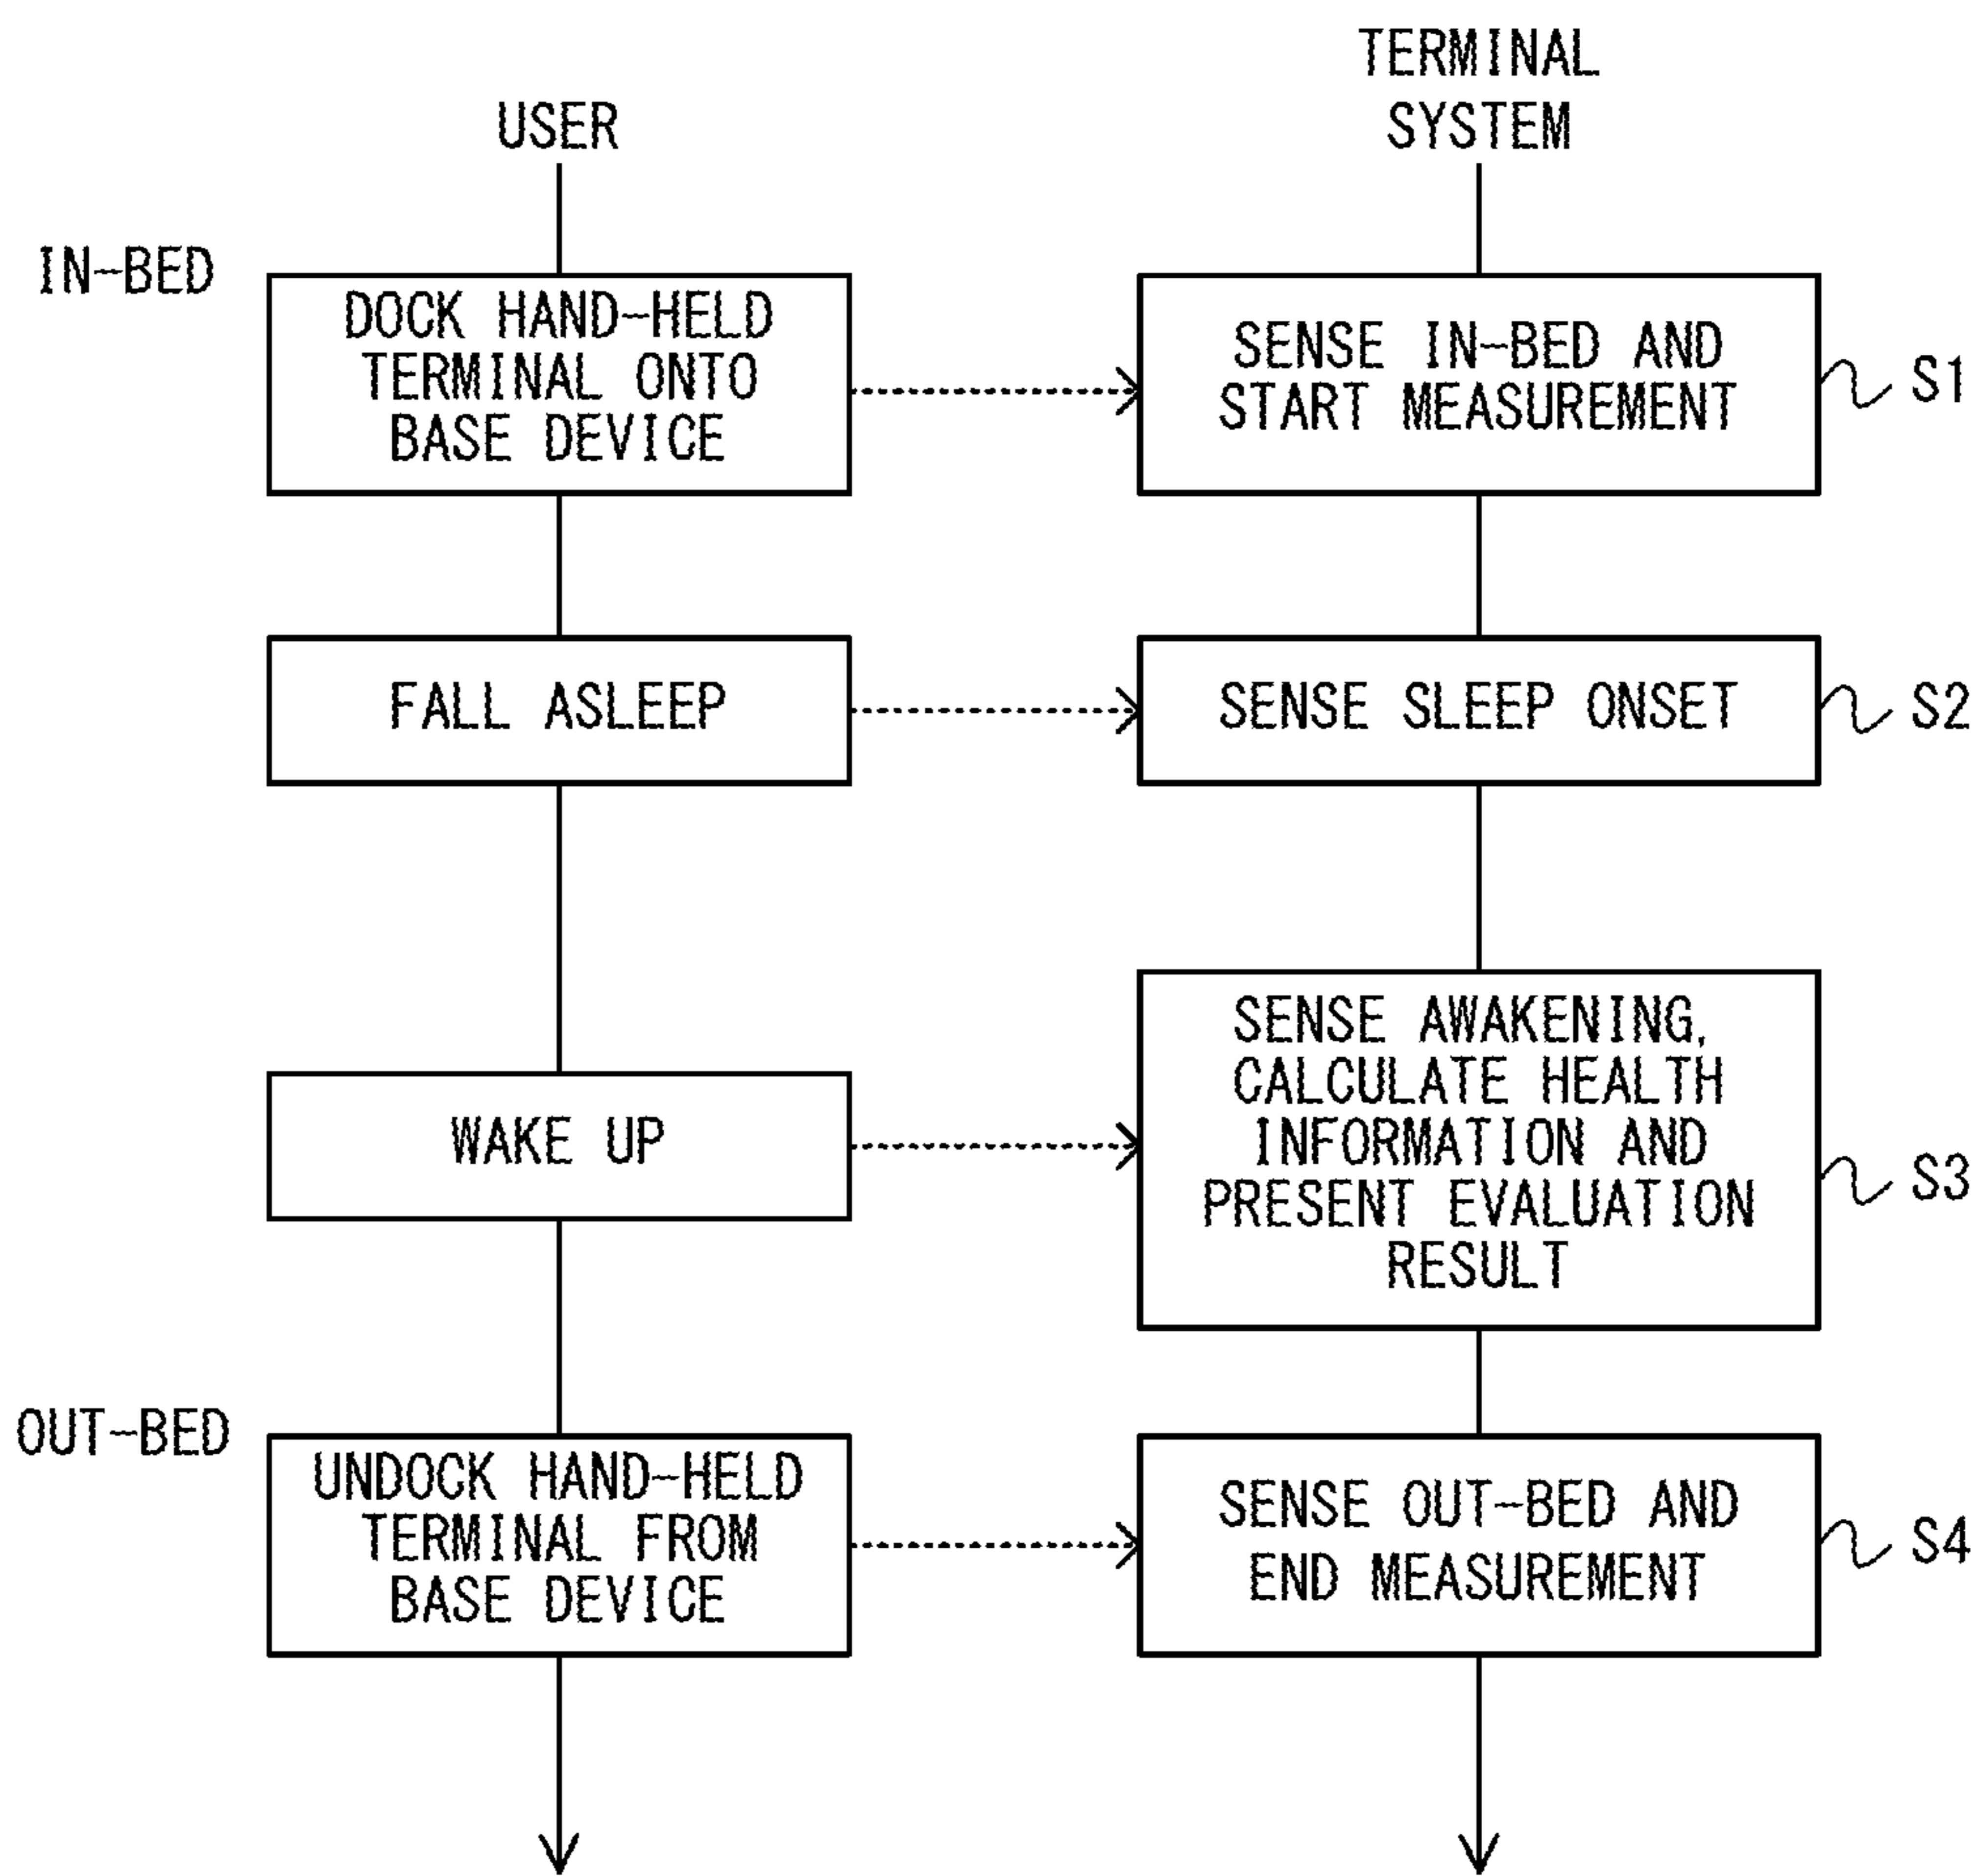 USER
TERMINAL
SYSTEM
IN-BED
DOCK HAND-HELD
TERMINAL ONTO
BASE DEVICE
SENSE IN-BED AND
START MEASUREMENT
S1
FALL ASLEEP
SENSE SLEEP ONSET
S2
WAKE UP
SENSE AWAKENING,
CALCULATE HEALTH
INFORMATION AND
PRESENT EVALUATION
RESULT
S3
OUT-BED
UNDOCK HAND-HELD
TERMINAL FROM
BASE DEVICE
SENSE OUT-BED AND
END MEASUREMENT
S4